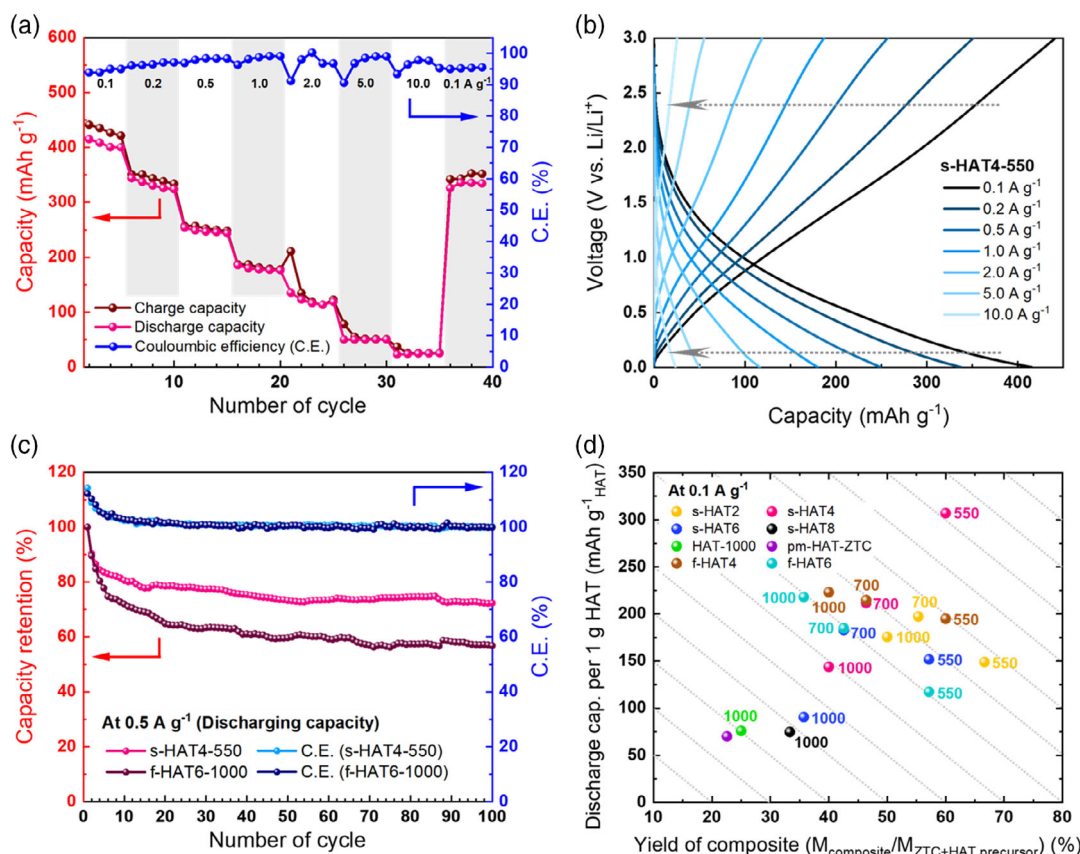 (a)
600
500
400
300
200
100
0
Capacity (mAh g⁻¹)
0.1
0.2
0.5
1.0
2.0
5.0
10.0
0.1 A g⁻¹
Charge capacity
Discharge capacity
Couloumbic efficiency (C.E.)
10
20
30
40
Number of cycle
100
90
80
70
60
50
40
30
20
10
0
C.E. (%)
(b)
3.0
2.5
2.0
1.5
1.0
0.5
0.0
Voltage (V vs. Li/Li⁺)
s-HAT4-550
0.1 A g⁻¹
0.2 A g⁻¹
0.5 A g⁻¹
1.0 A g⁻¹
2.0 A g⁻¹
5.0 A g⁻¹
10.0 A g⁻¹
0
100
200
300
400
Capacity (mAh g⁻¹)
(c)
120
100
80
60
40
20
0
Capacity retention (%)
At 0.5 A g⁻¹ (Discharging capacity)
s-HAT4-550
C.E. (s-HAT4-550)
f-HAT6-1000
C.E. (f-HAT6-1000)
0 10 20 30 40 50 60 70 80 90 100
Number of cycle
120
100
80
60
40
20
0
C.E. (%)
(d)
350
300
250
200
150
100
50
0
Discharge cap. per 1 g HAT (mAh g⁻¹HAT)
At 0.1 A g⁻¹
s-HAT2
s-HAT4
s-HAT6
s-HAT8
HAT-1000
pm-HAT-ZTC
f-HAT4
f-HAT6
550
1000
1000
700
700
700
550
700
700
1000
550
550
1000
550
1000
1000
1000
10
20
30
40
50
60
70
80
Yield of composite (Mcomposite/MZTC+HAT precursor) (%)